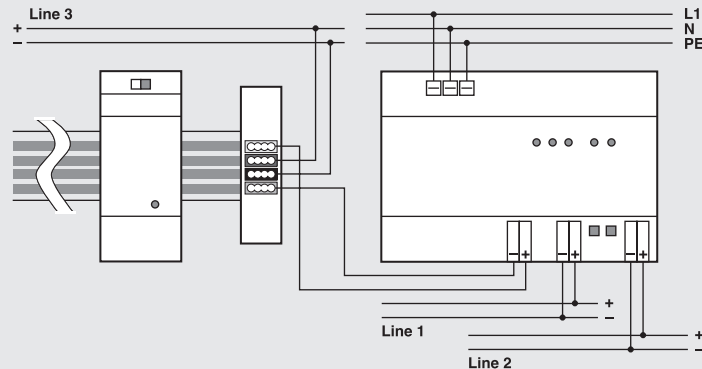 Line 3
+
–
L1
N
PE
– + – + – +
+
–
Line 1
+
–
Line 2